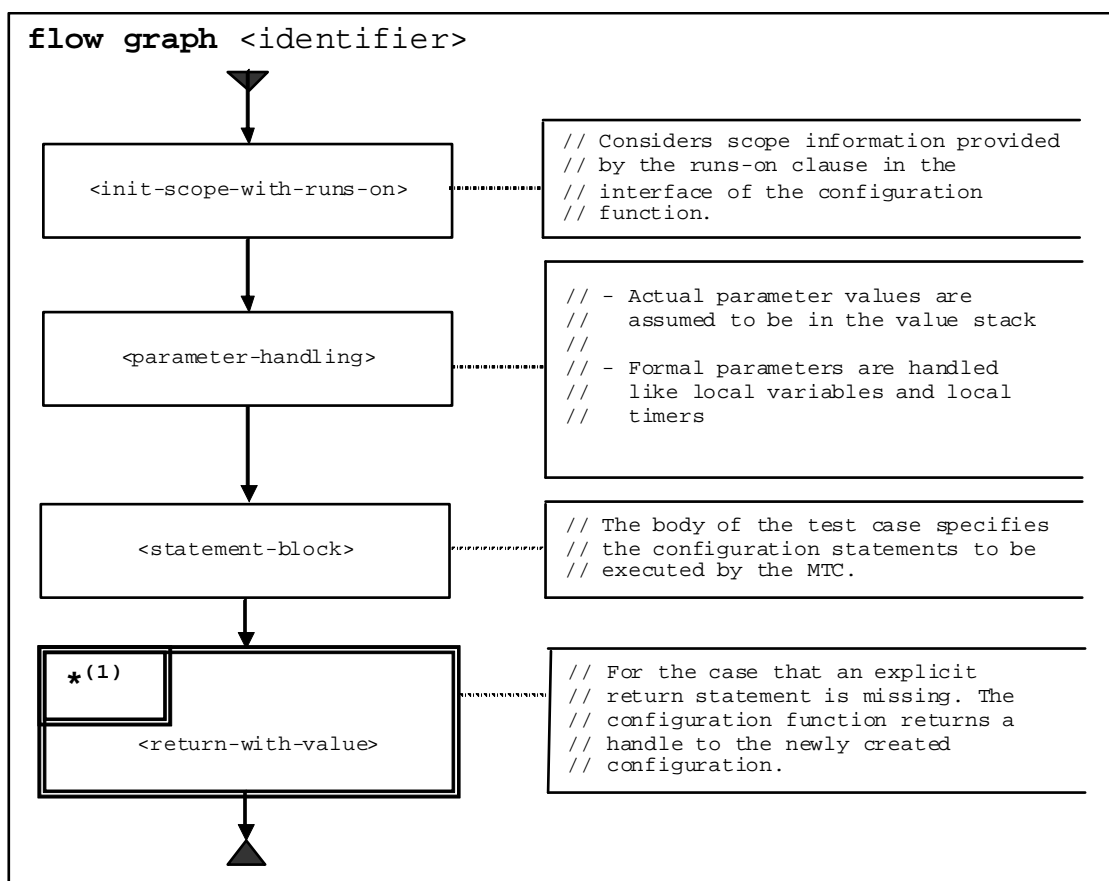 flow graph <identifier>
<init-scope-with-runs-on>
// Considers scope information provided
// by the runs-on clause in the
// interface of the configuration
// function.
<parameter-handling>
// - Actual parameter values are
//   assumed to be in the value stack
//
// - Formal parameters are handled
//   like local variables and local
//   timers
<statement-block>
// The body of the test case specifies
// the configuration statements to be
// executed by the MTC.
*(1)
<return-with-value>
// For the case that an explicit
// return statement is missing. The
// configuration function returns a
// handle to the newly created
// configuration.